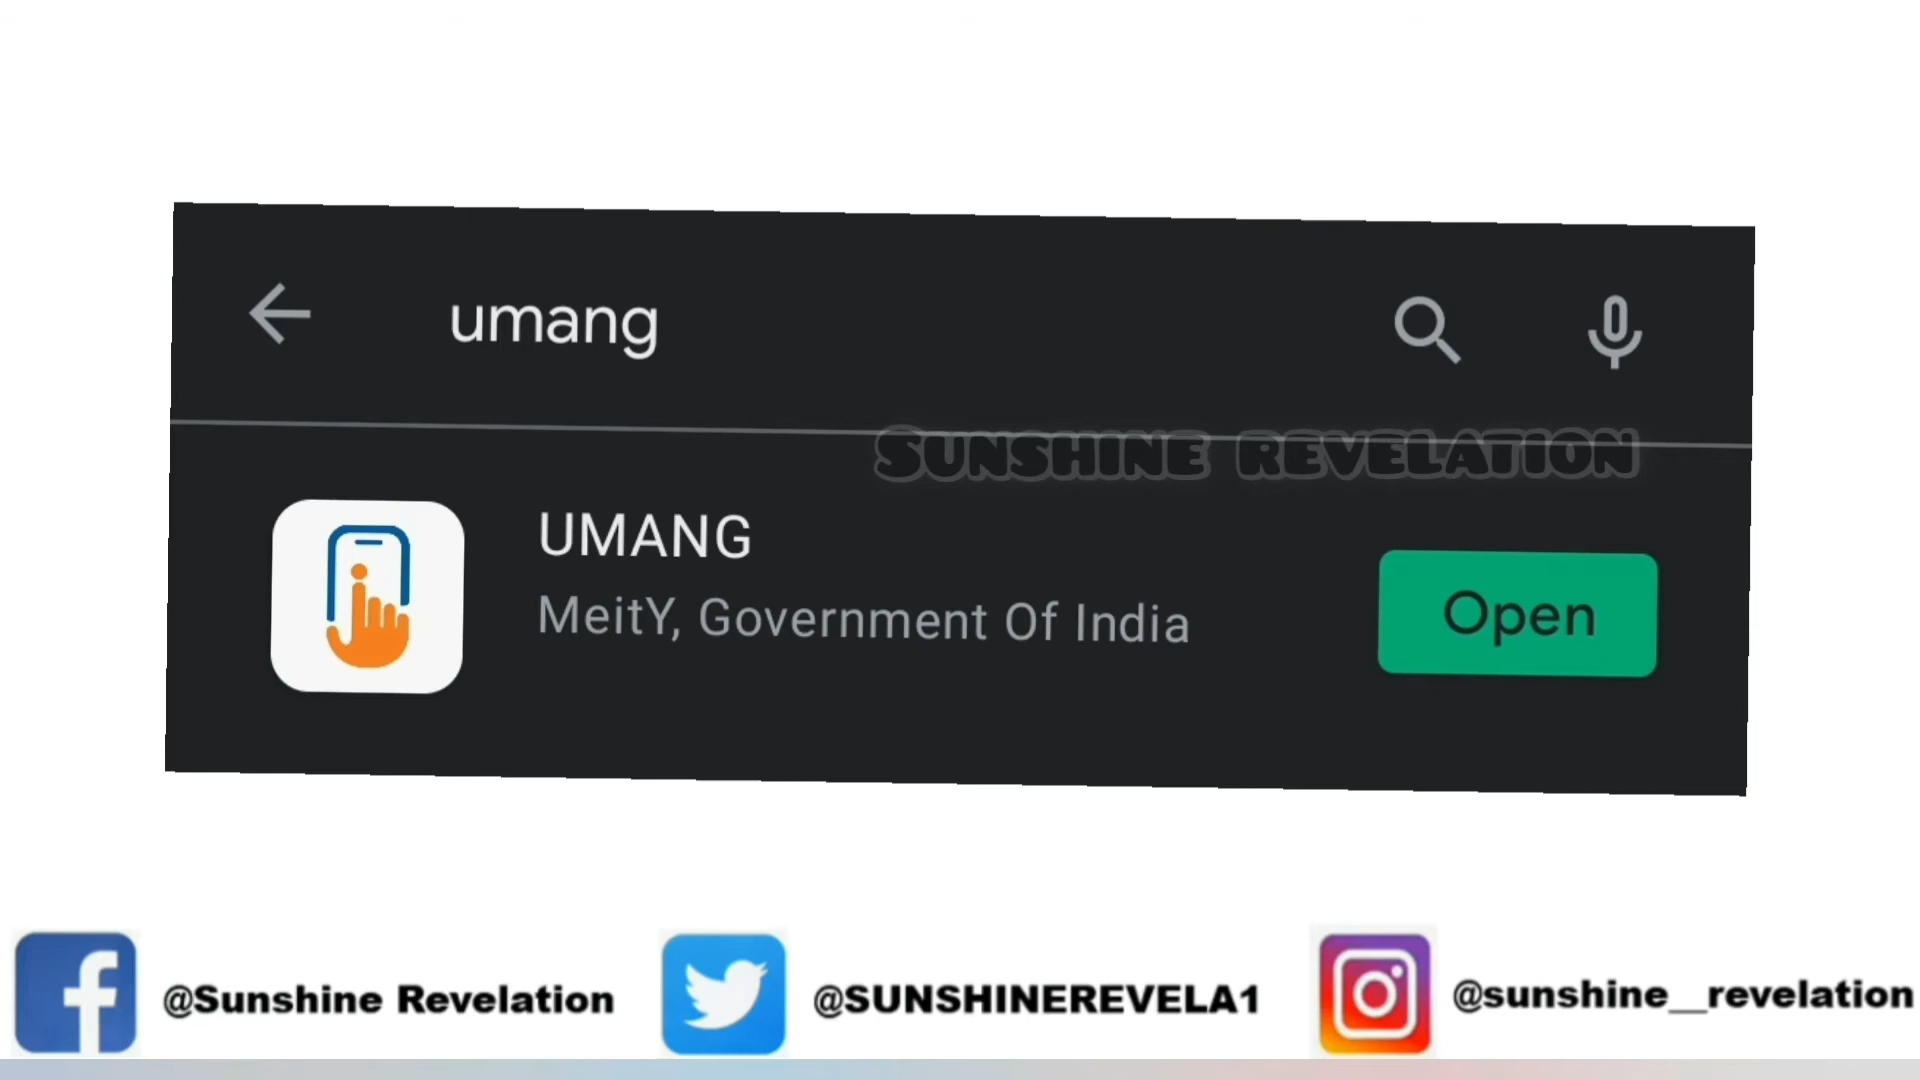 umang
SUNSHINE REVELATION
UMANG
MeitY, Government Of India
Open
@Sunshine Revelation
@SUNSHINEREVELA1
@sunshine__revelation